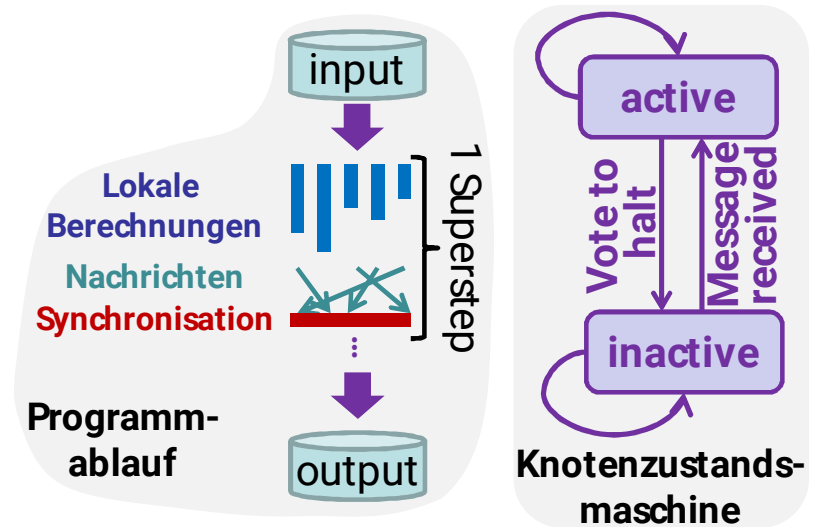 input
Lokale
Berechnungen
Nachrichten
Synchronisation
1 Superstep
...
Programm-
ablauf
output
active
Vote to
halt
Message
received
inactive
Knotenzustands-
maschine